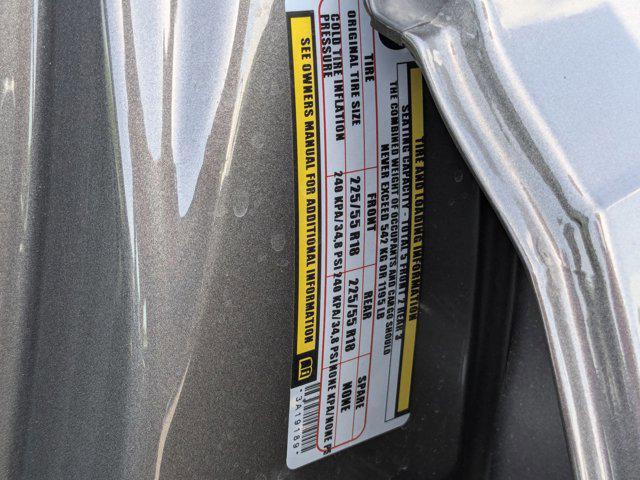 TIRE AND LOADING INFORMATION
SEATING CAPACITY - TOTAL 5 FRONT 2 REAR 3
THE COMBINED WEIGHT OF OCCUPANTS AND CARGO SHOULD
NEVER EXCEED 542 KG OR 1195 LB
TIRE FRONT REAR SPARE
ORIGINAL TIRE SIZE 225/55 R18 225/55 R18 NONE
COLD TIRE INFLATION PRESSURE 240 KPA/34,8 PSI 240 KPA/34,8 PSI NONE KPA/NONE PS
SEE OWNERS MANUAL FOR ADDITIONAL INFORMATION
*3A19189*